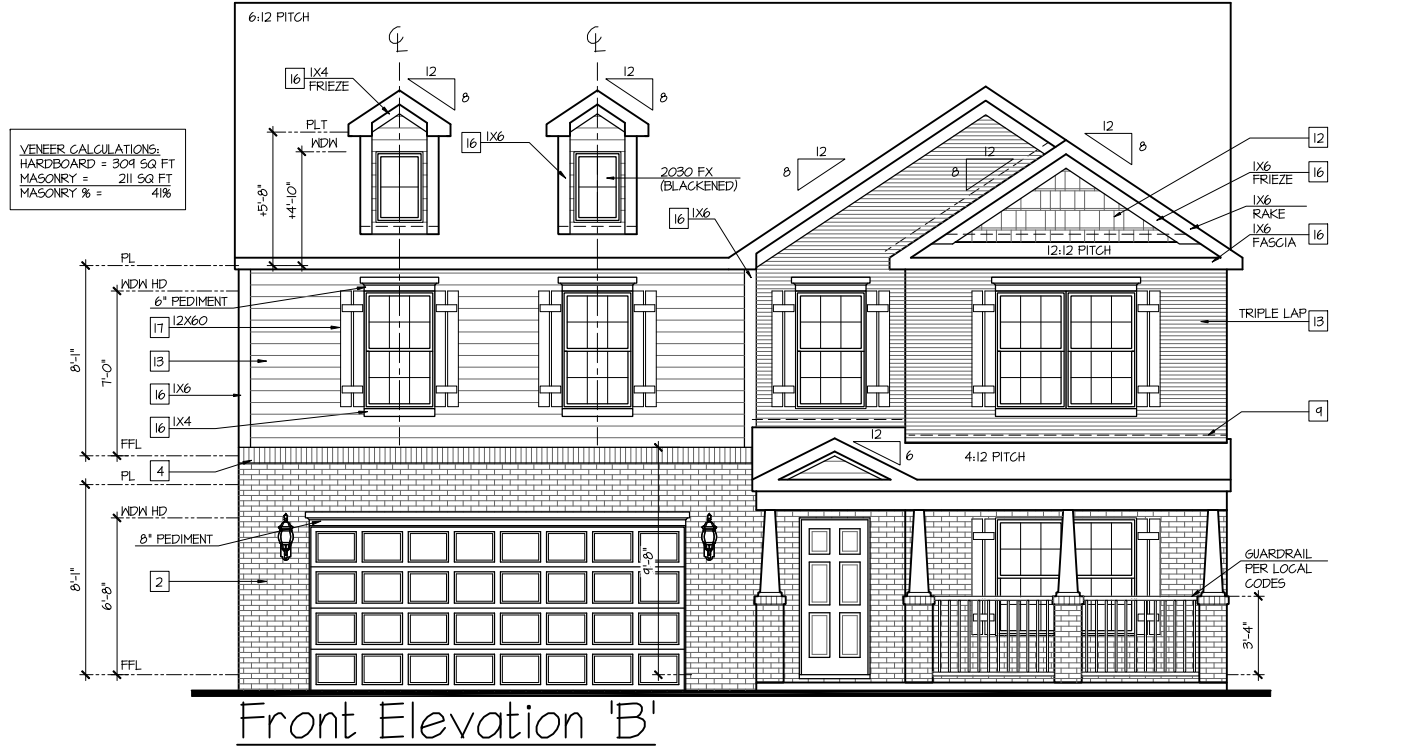 6:12 PITCH
℄
℄
16 1X4
FRIEZE
12
8
12
8
PLT
WDW
+5'-8"
+4'-10"
16 1X6
2030 FX
(BLACKENED)
VENEER CALCULATIONS:
HARDBOARD = 309 SQ FT
MASONRY = 211 SQ FT
MASONRY % = 41%
12
8
12
8
12
8
12
1X6
FRIEZE 16
1X6
RAKE
1X6
FASCIA 16
16 1X6
12:12 PITCH
PL
WDW HD
6" PEDIMENT
17 12X60
13
16 1X6
16 1X4
8'-1"
7'-0"
FFL
TRIPLE LAP 13
9
12
6
4:12 PITCH
4
PL
WDW HD
8" PEDIMENT
2
8'-1"
6'-8"
FFL
9'-8"
GUARDRAIL
PER LOCAL
CODES
3'-4"
Front Elevation 'B'